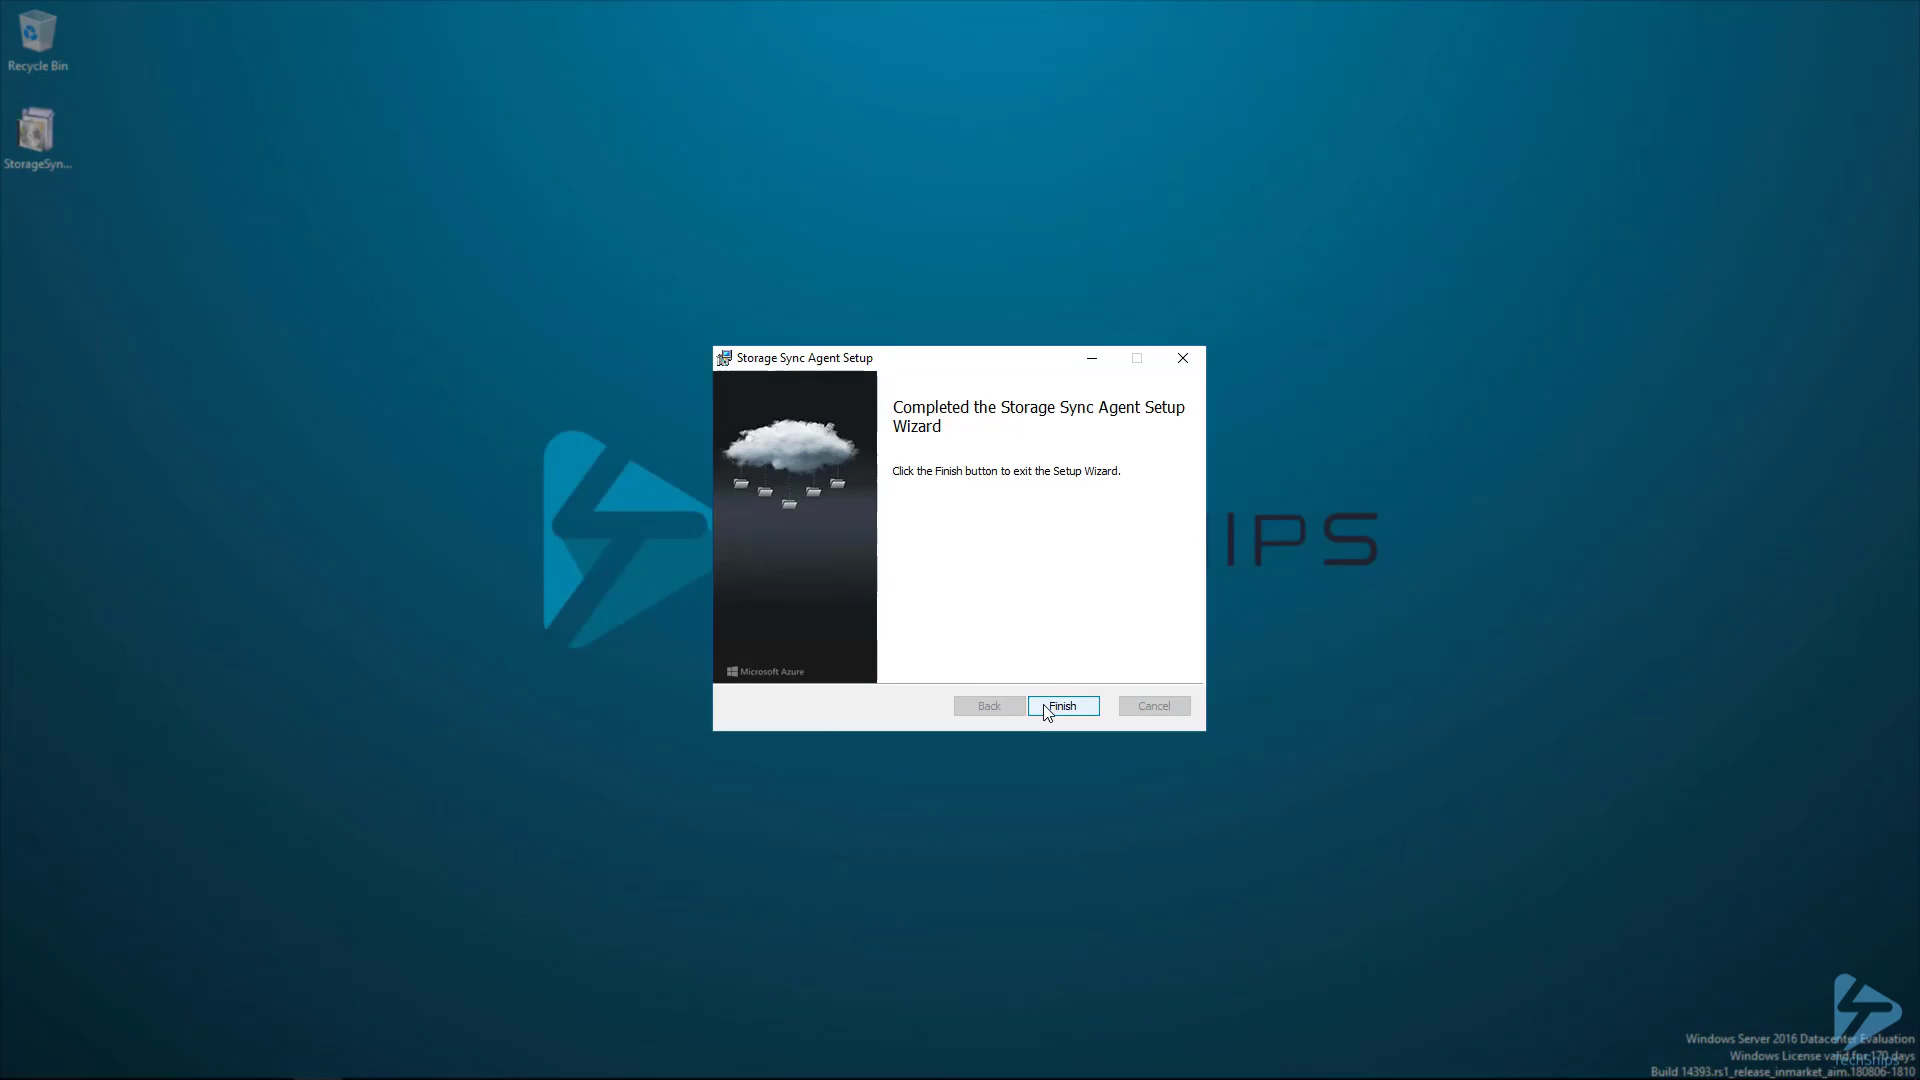 Recycle Bin
StorageSyn...
Storage Sync Agent Setup
Completed the Storage Sync Agent Setup
Wizard
Click the Finish button to exit the Setup Wizard.
Microsoft Azure
Back
Finish
Cancel
IPS
Windows Server 2016 Datacenter Evaluation
Windows License valid for 170 days
TechShips
Build 14393.rs1_release_inmarket_aim.180806-1810